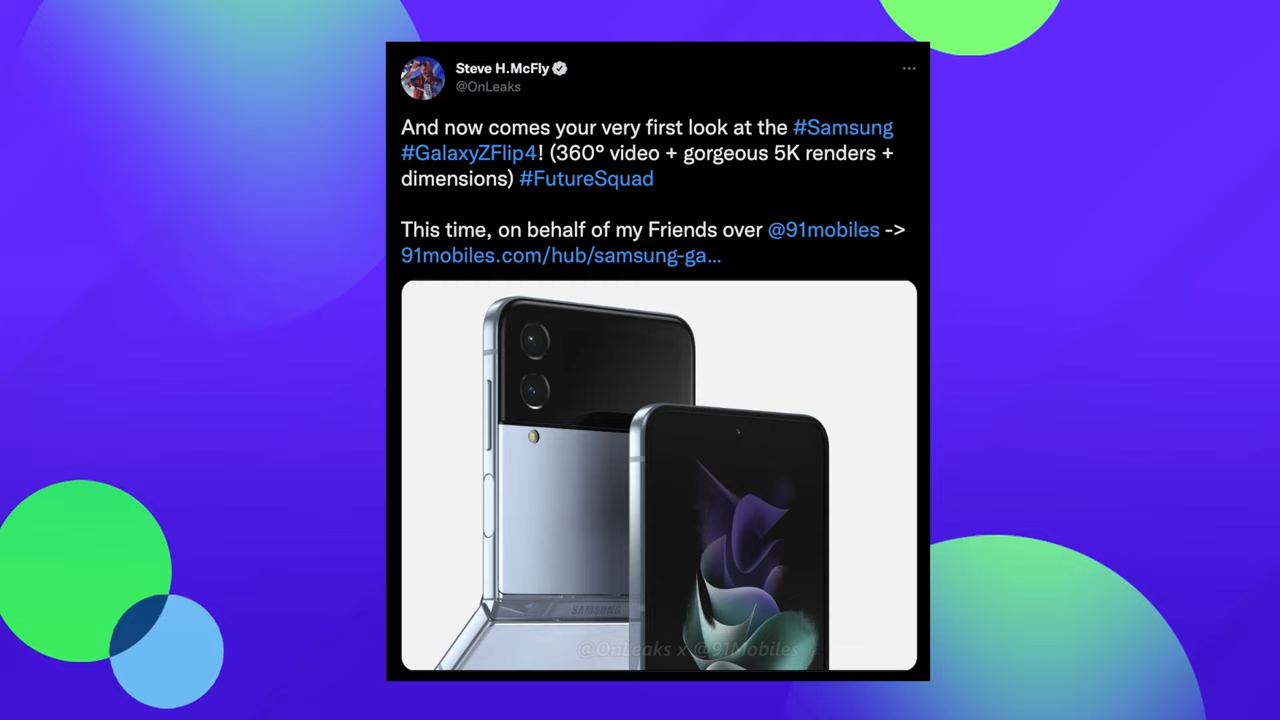 Steve H.McFly
@OnLeaks
And now comes your very first look at the #Samsung
#GalaxyZFlip4! (360° video + gorgeous 5K renders +
dimensions) #FutureSquad
This time, on behalf of my Friends over @91mobiles ->
91mobiles.com/hub/samsung-ga...
SAMSUNG
@OnLeaks x @91Mobiles